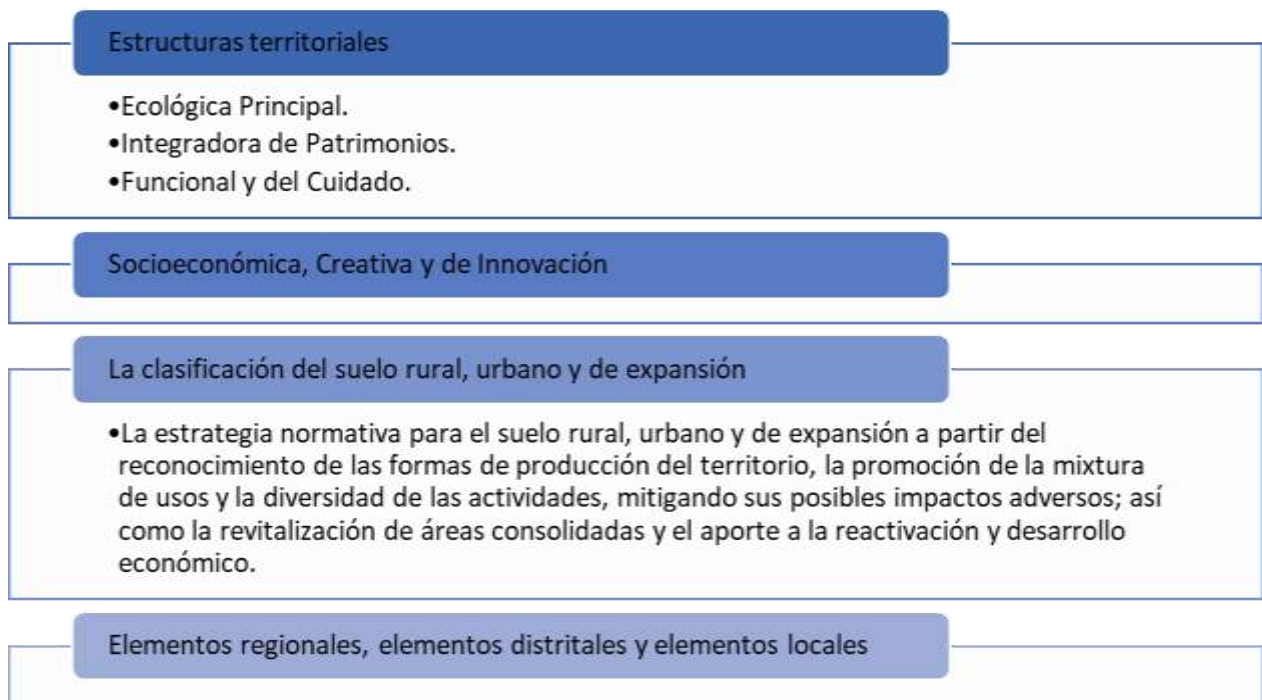 Estructuras territoriales
•Ecológica Principal.
•Integradora de Patrimonios.
•Funcional y del Cuidado.
Socioeconómica, Creativa y de Innovación
La clasificación del suelo rural, urbano y de expansión
•La estrategia normativa para el suelo rural, urbano y de expansión a partir del
reconocimiento de las formas de producción del territorio, la promoción de la mixtura
de usos y la diversidad de las actividades, mitigando sus posibles impactos adversos; así
como la revitalización de áreas consolidadas y el aporte a la reactivación y desarrollo
económico.
Elementos regionales, elementos distritales y elementos locales